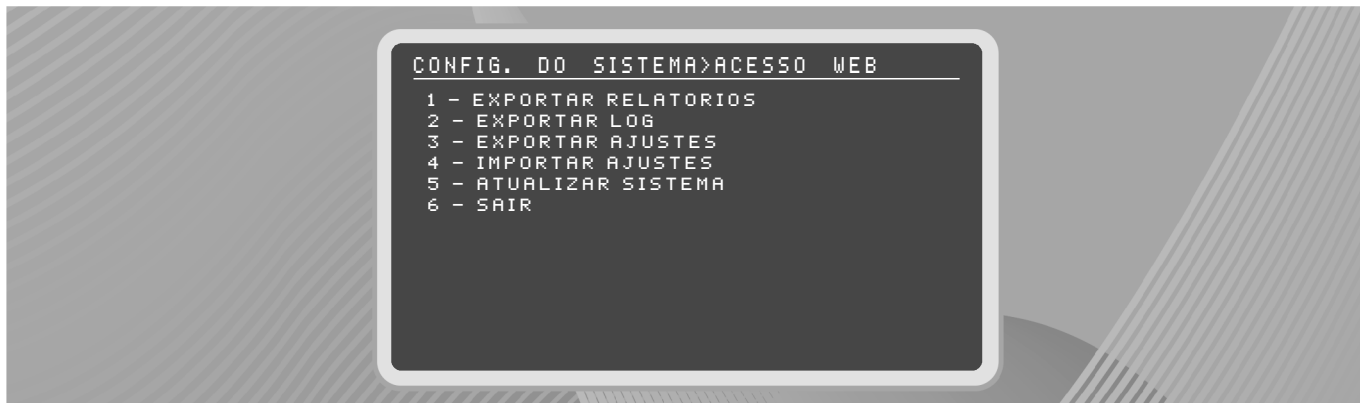 CONFIG. DO SISTEMA>ACESSO WEB
1 - EXPORTAR RELATORIOS
2 - EXPORTAR LOG
3 - EXPORTAR AJUSTES
4 - IMPORTAR AJUSTES
5 - ATUALIZAR SISTEMA
6 - SAIR